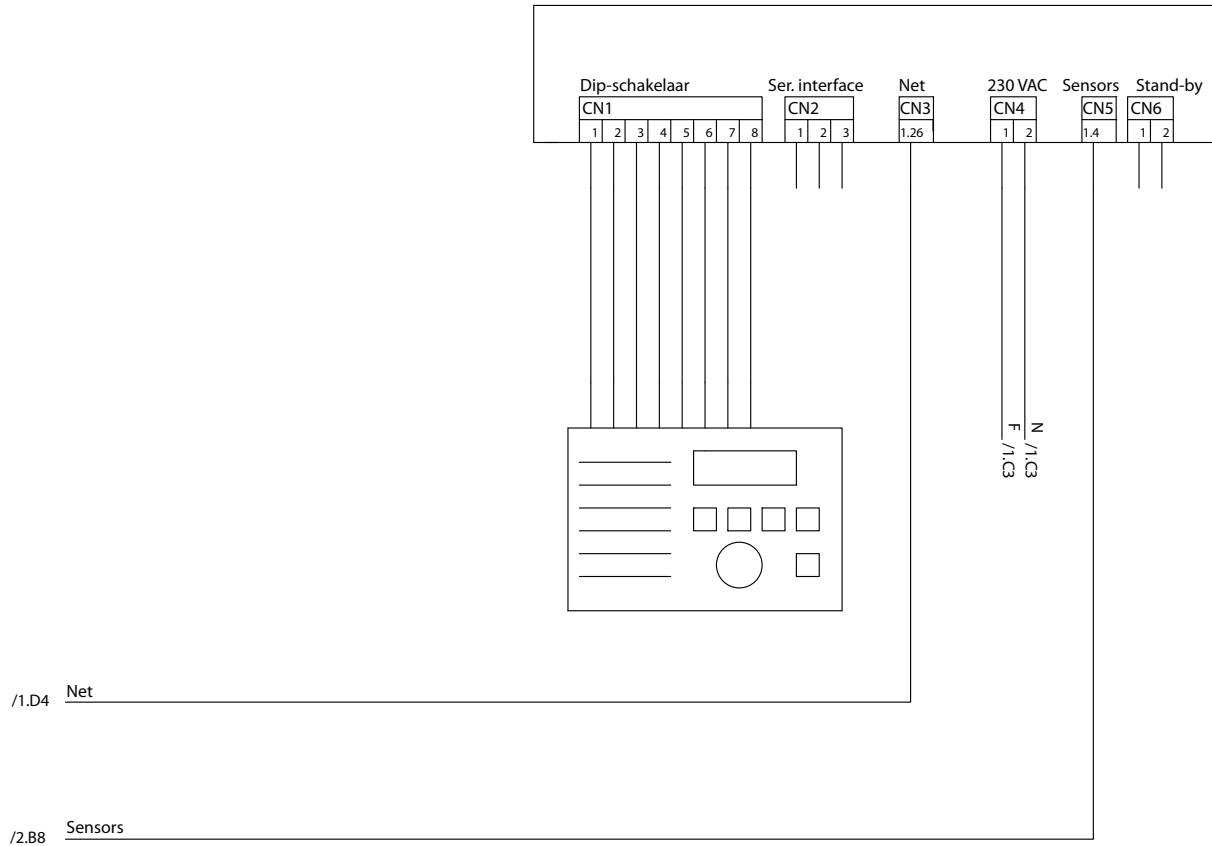 Dip-schakelaar Ser. interface Net 230 VAC Sensors Stand-by
CN1 CN2 CN3 CN4 CN5 CN6
1 2 3 4 5 6 7 8 1 2 3 1.26 1 2 1.4 1 2
N /1.C3
F /1.C3
/1.D4 Net
/2.B8 Sensors